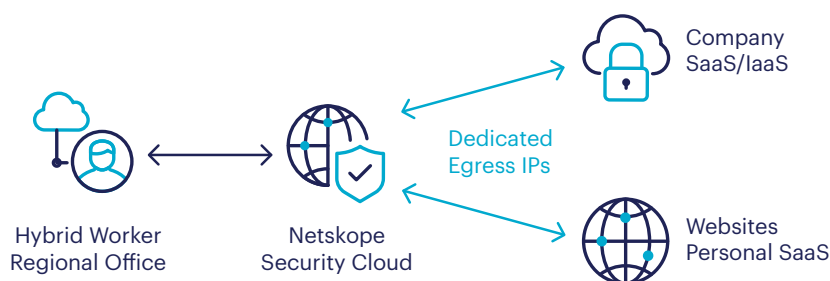 Company
SaaS/IaaS
Dedicated
Egress IPs
Hybrid Worker
Regional Office
Netskope
Security Cloud
Websites
Personal SaaS